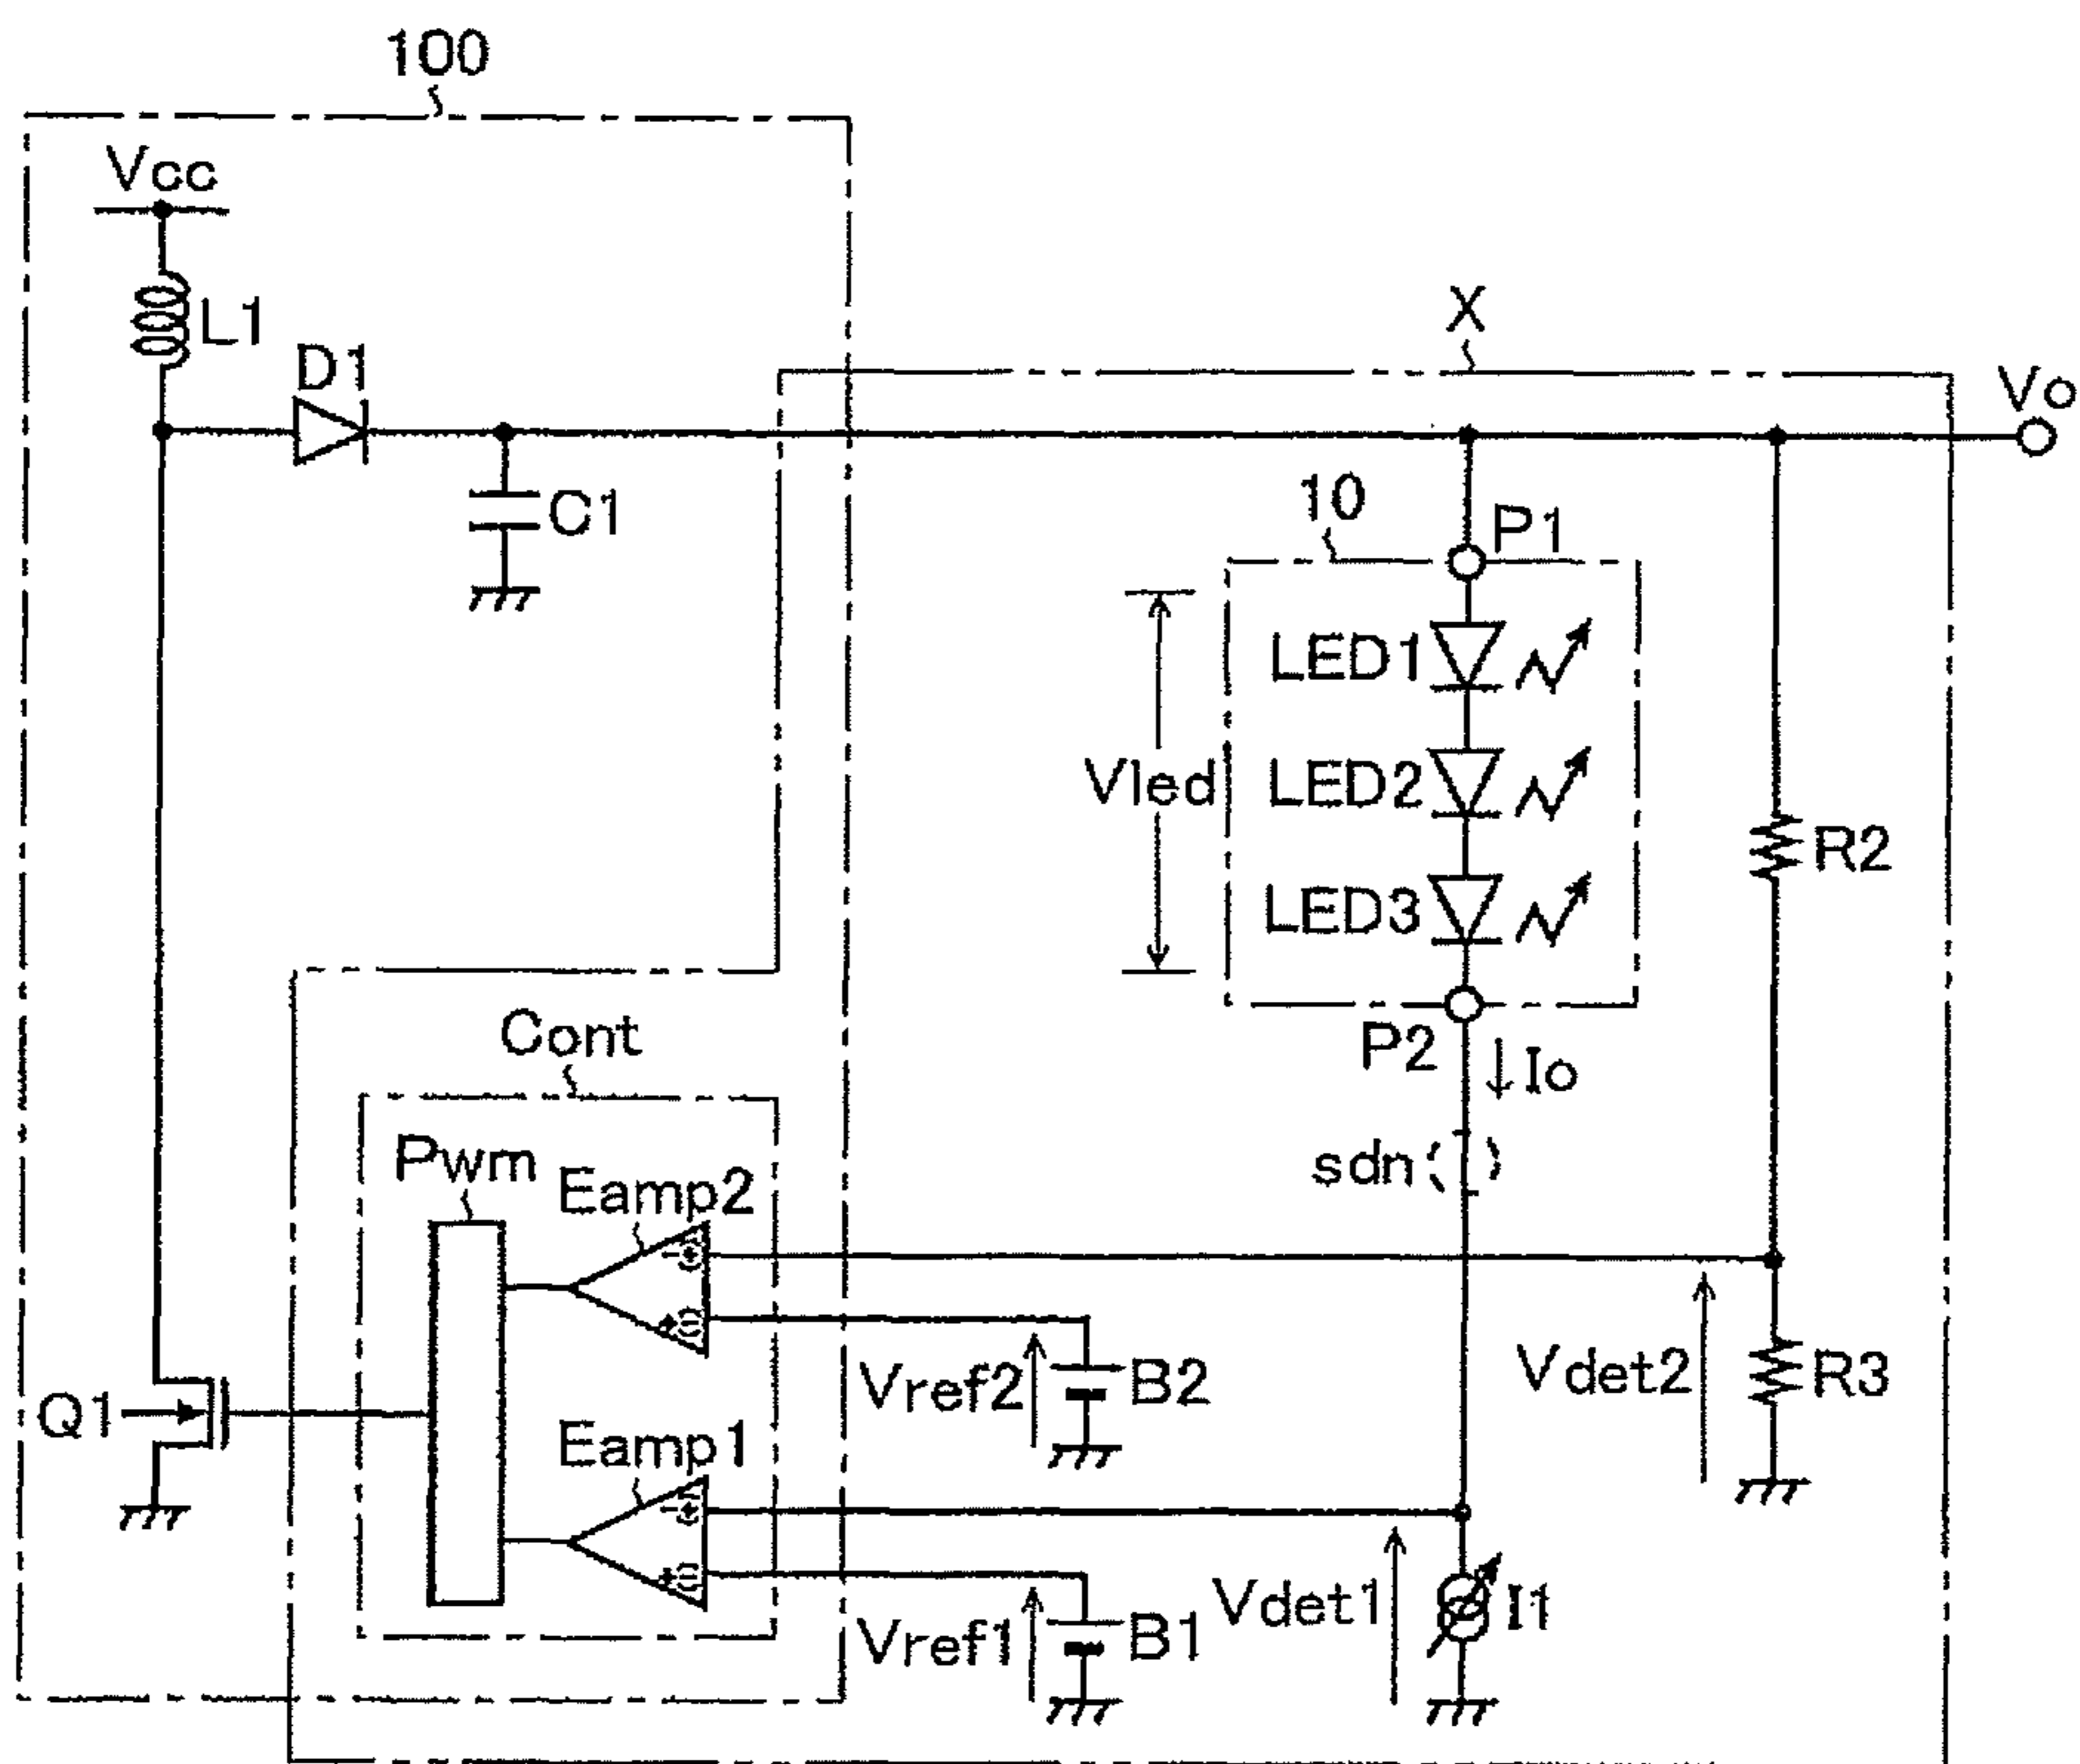 100
Vcc
L1
D1
X
Vo
C1
10
P1
LED1
Vled
LED2
R2
LED3
P2
Io
Cont
sdn
Pwm
Eamp2
Vref2
B2
Vdet2
R3
Q1
Eamp1
Vref1
B1
Vdet1
I1